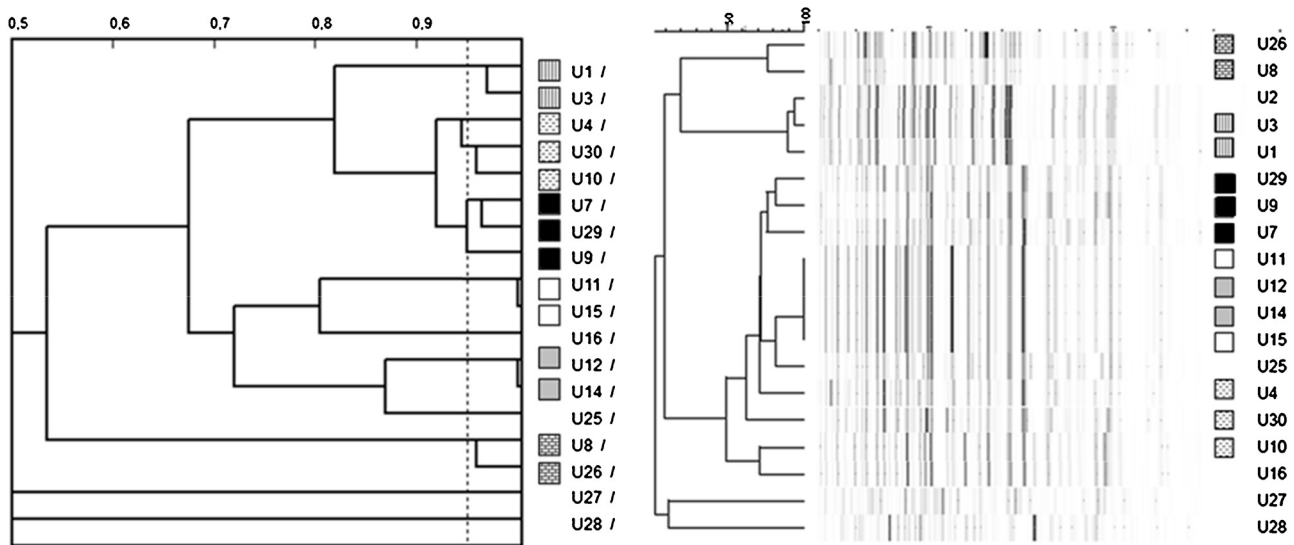 0,5 0,6 0,7 0,8 0,9
U1 /
U3 /
U4 /
U30 /
U10 /
U7 /
U29 /
U9 /
U11 /
U15 /
U16 /
U12 /
U14 /
U25 /
U8 /
U26 /
U27 /
U28 /
50 100
U26
U8
U2
U3
U1
U29
U9
U7
U11
U12
U14
U15
U25
U4
U30
U10
U16
U27
U28